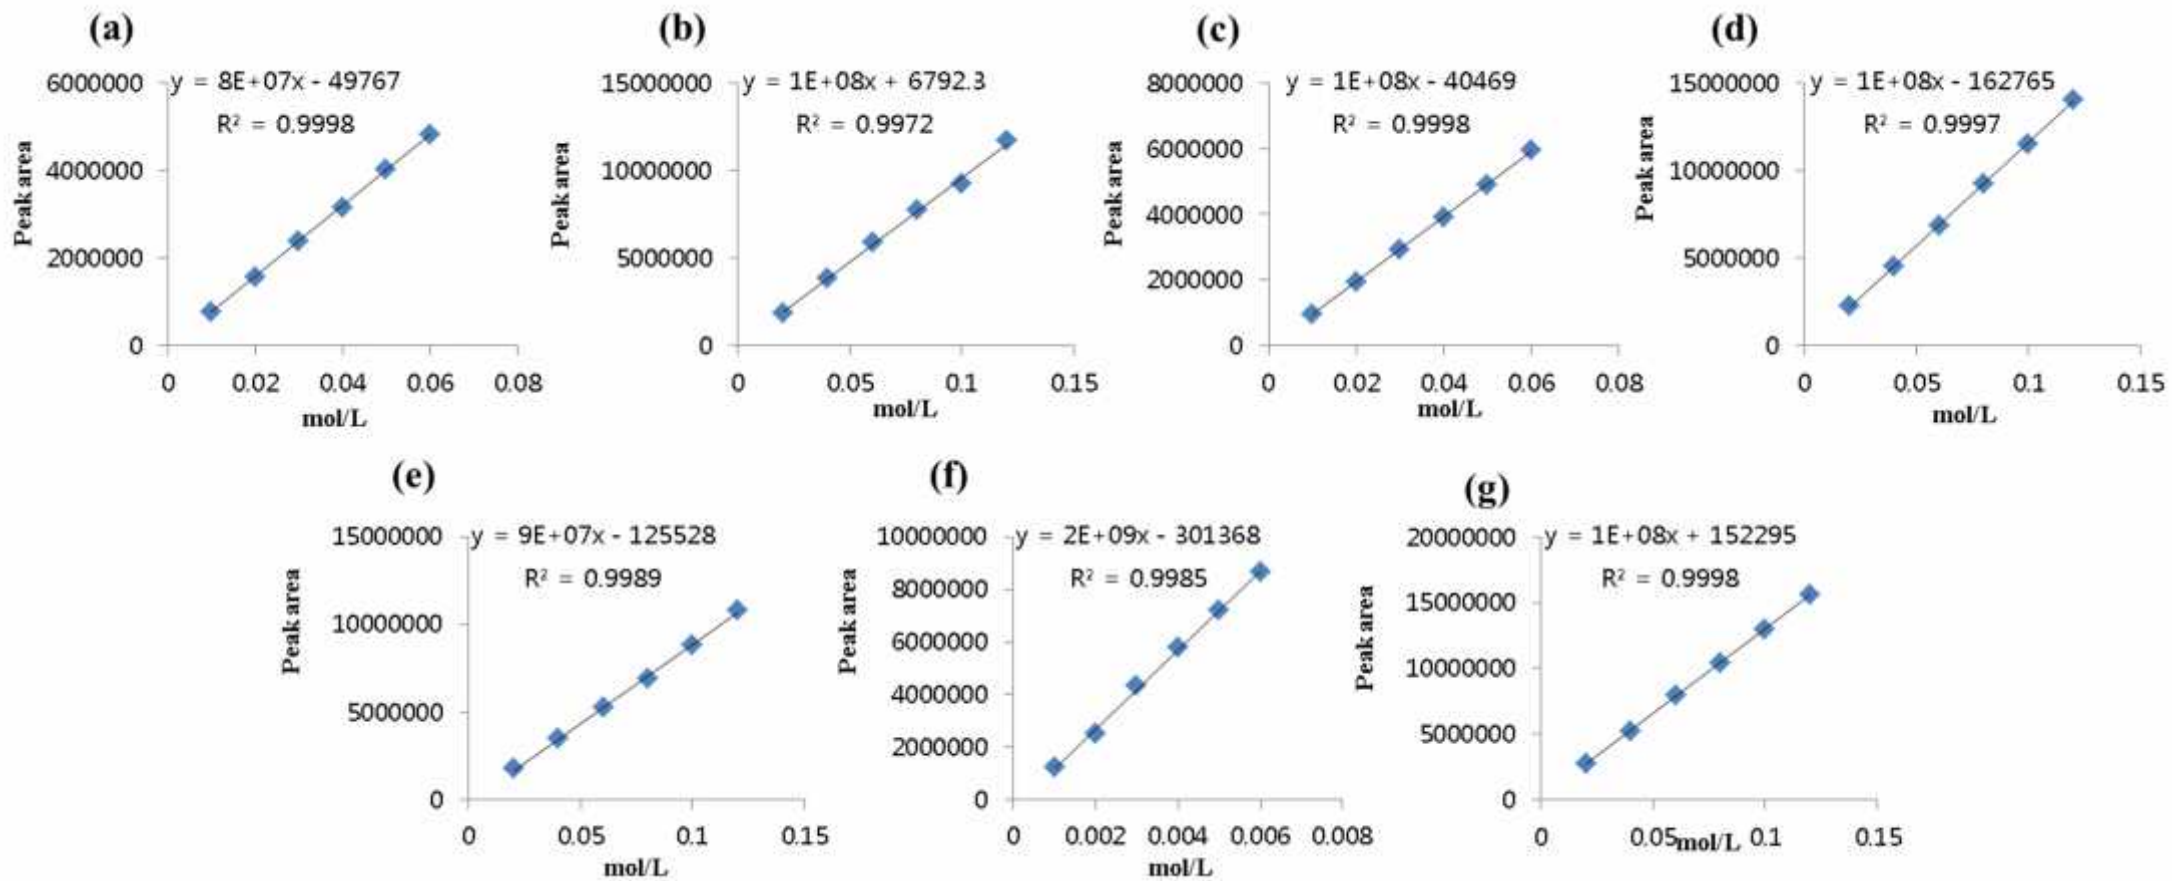 (a)
y = 8E+07x - 49767
R² = 0.9998
6000000
4000000
2000000
0
Peak area
0 0.02 0.04 0.06 0.08
mol/L
(b)
y = 1E+08x + 6792.3
R² = 0.9972
15000000
10000000
5000000
0
Peak area
0 0.05 0.1 0.15
mol/L
(c)
y = 1E+08x - 40469
R² = 0.9998
8000000
6000000
4000000
2000000
0
Peak area
0 0.02 0.04 0.06 0.08
mol/L
(d)
y = 1E+08x - 162765
R² = 0.9997
15000000
10000000
5000000
0
Peak area
0 0.05 0.1 0.15
mol/L
(e)
y = 9E+07x - 125528
R² = 0.9989
15000000
10000000
5000000
0
Peak area
0 0.05 0.1 0.15
mol/L
(f)
y = 2E+09x - 301368
R² = 0.9985
10000000
8000000
6000000
4000000
2000000
0
Peak area
0 0.002 0.004 0.006 0.008
mol/L
(g)
y = 1E+08x + 152295
R² = 0.9998
20000000
15000000
10000000
5000000
0
Peak area
0 0.05 0.1 0.15
mol/L